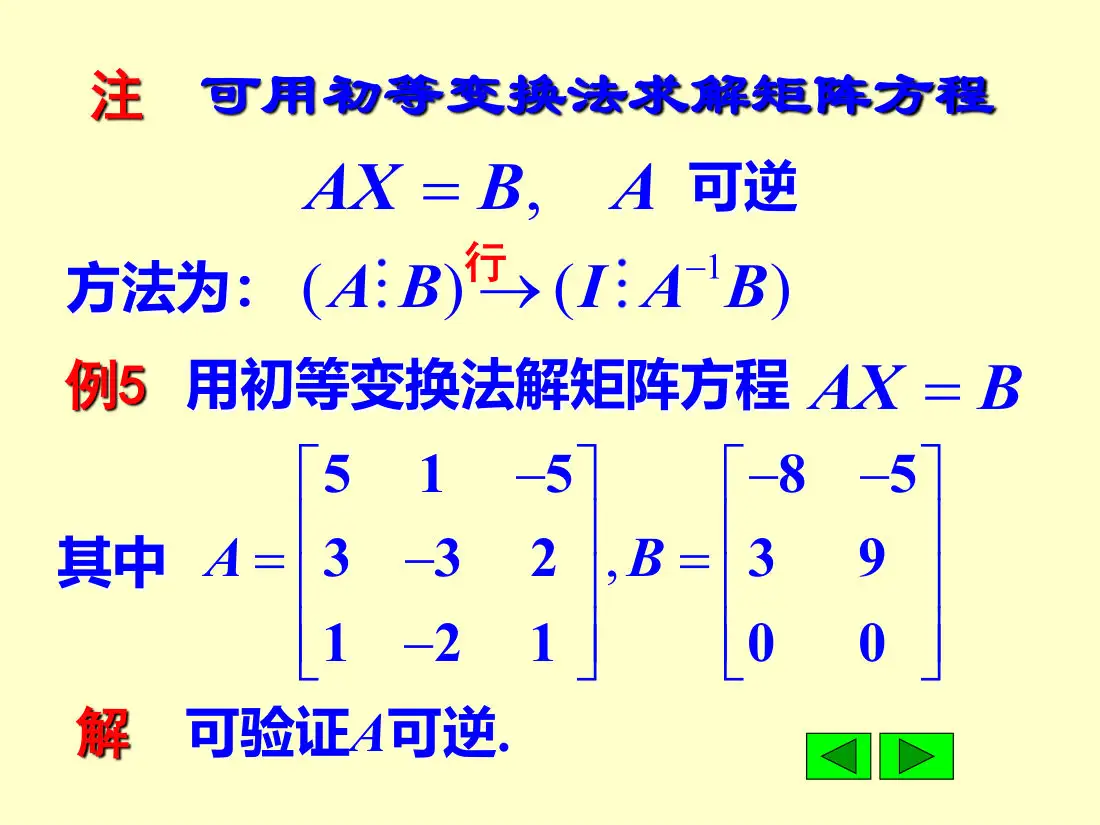 注 可用初等变换法求解矩阵方程
AX = B, A 可逆
方法为： (A⋮B) 行→ (I⋮A⁻¹B)
例5 用初等变换法解矩阵方程 AX = B
其中 A = [5 1 –5; 3 –3 2; 1 –2 1], B = [–8 –5; 3 9; 0 0]
解 可验证A可逆.